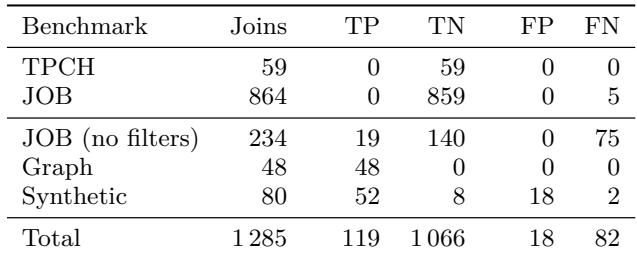 Benchmark Joins TP TN FP FN
TPCH 59 0 59 0 0
JOB 864 0 859 0 5
JOB (no filters) 234 19 140 0 75
Graph 48 48 0 0 0
Synthetic 80 52 8 18 2
Total 1 285 119 1 066 18 82